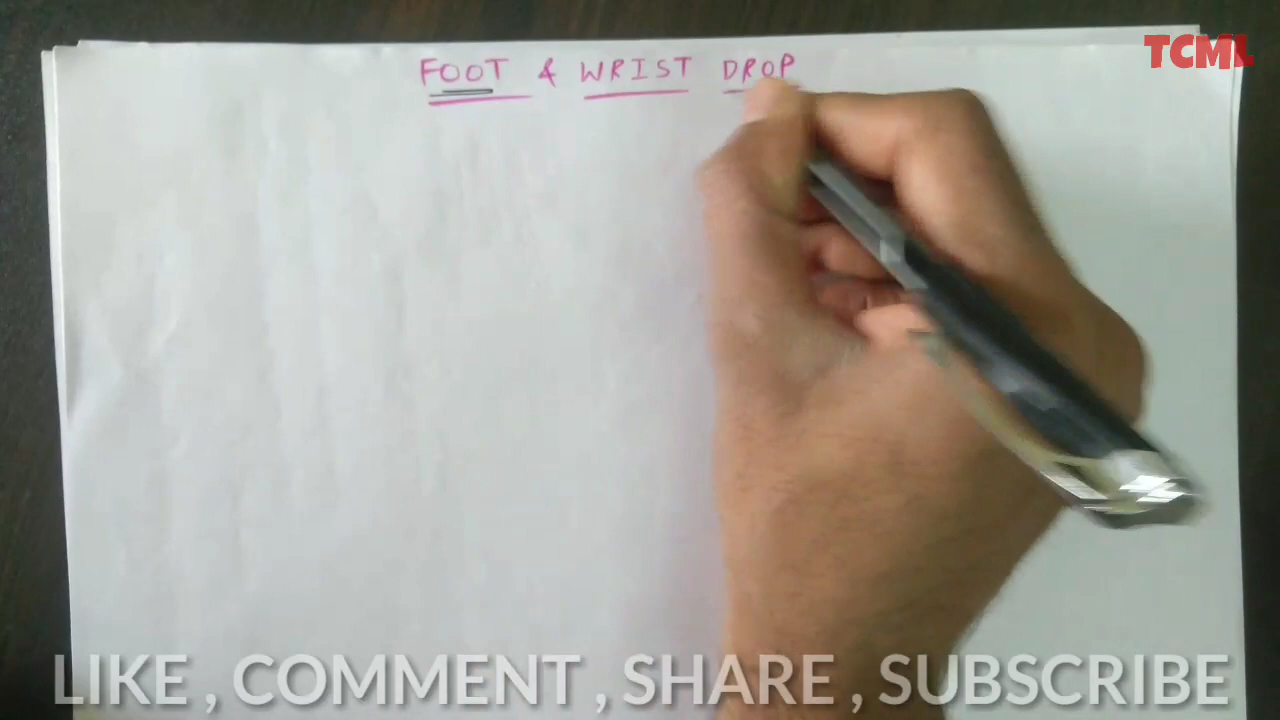 TCML
FOOT & WRIST DROP
LIKE , COMMENT , SHARE , SUBSCRIBE